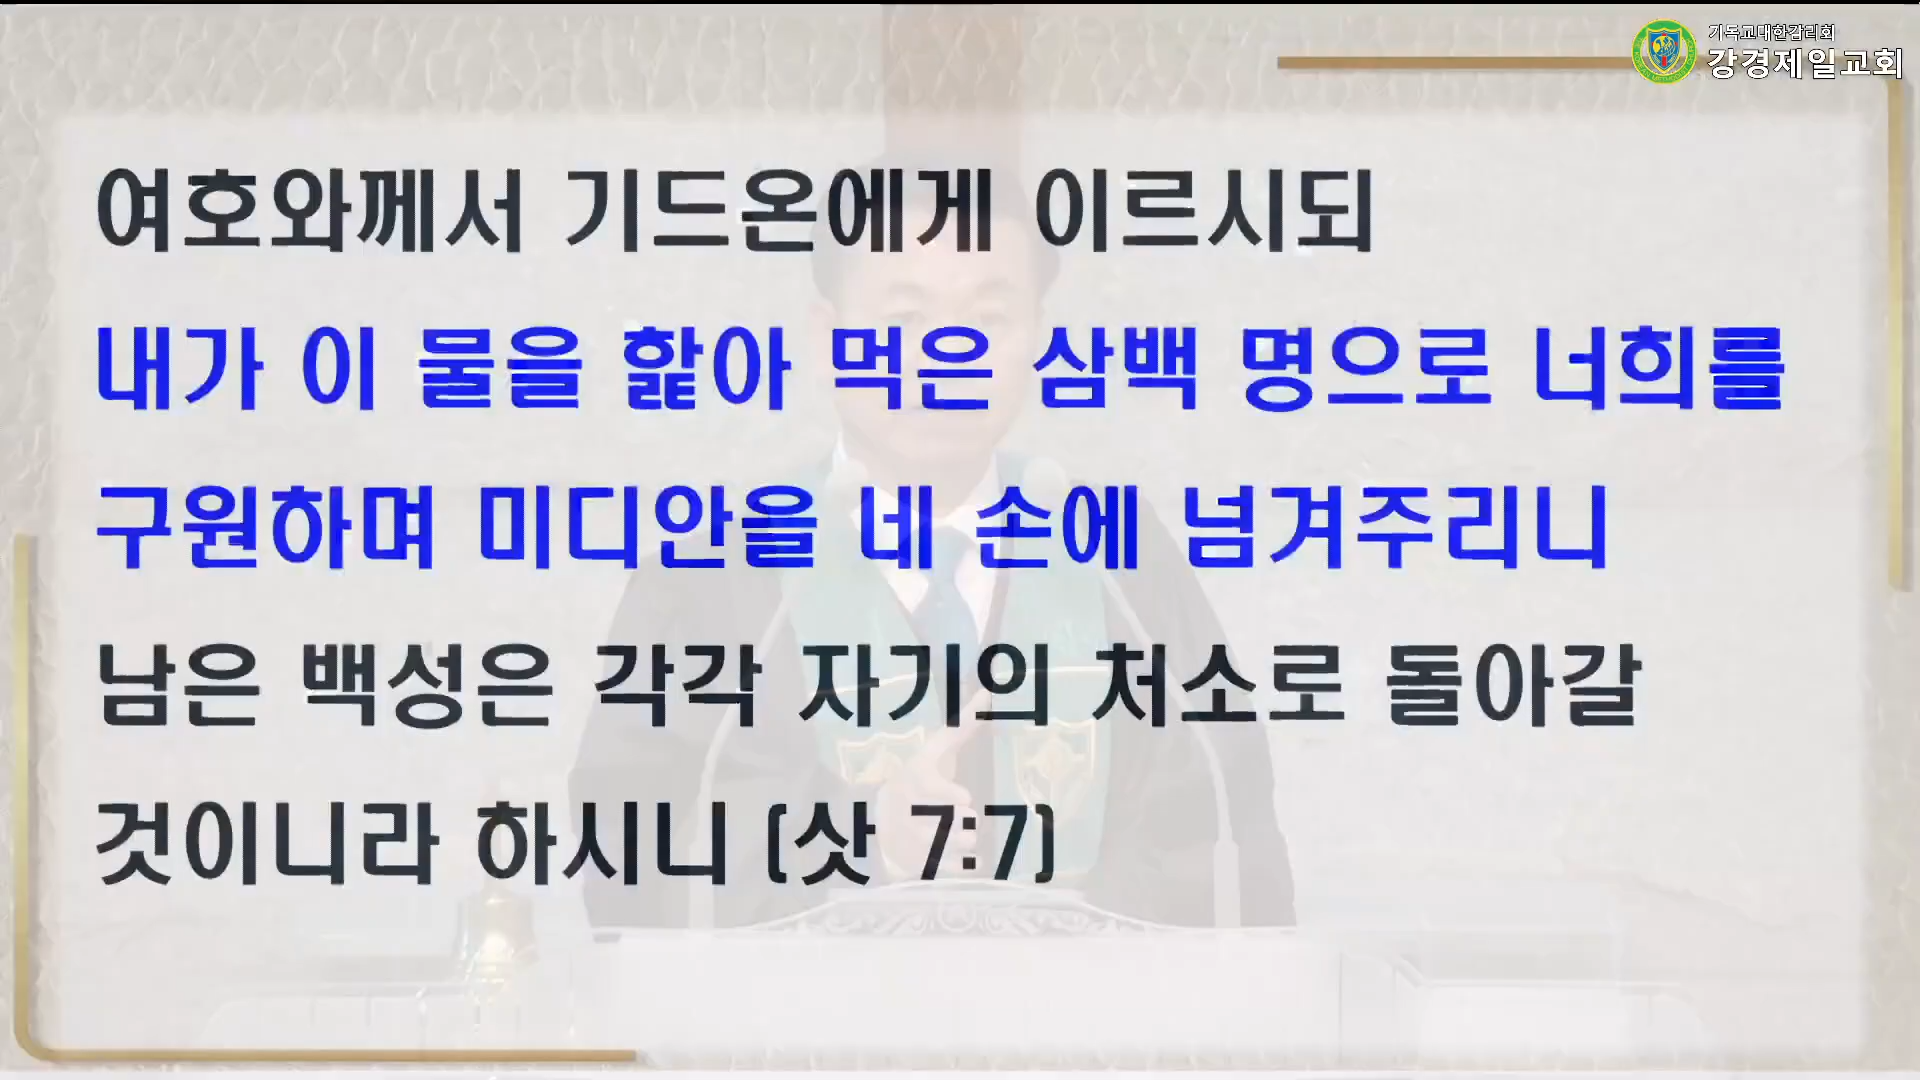 기독교대한감리회
강경제일교회
여호와께서 기드온에게 이르시되
내가 이 물을 핥아 먹은 삼백 명으로 너희를
구원하며 미디안을 네 손에 넘겨주리니
남은 백성은 각각 자기의 처소로 돌아갈
것이니라 하시니 (삿 7:7)